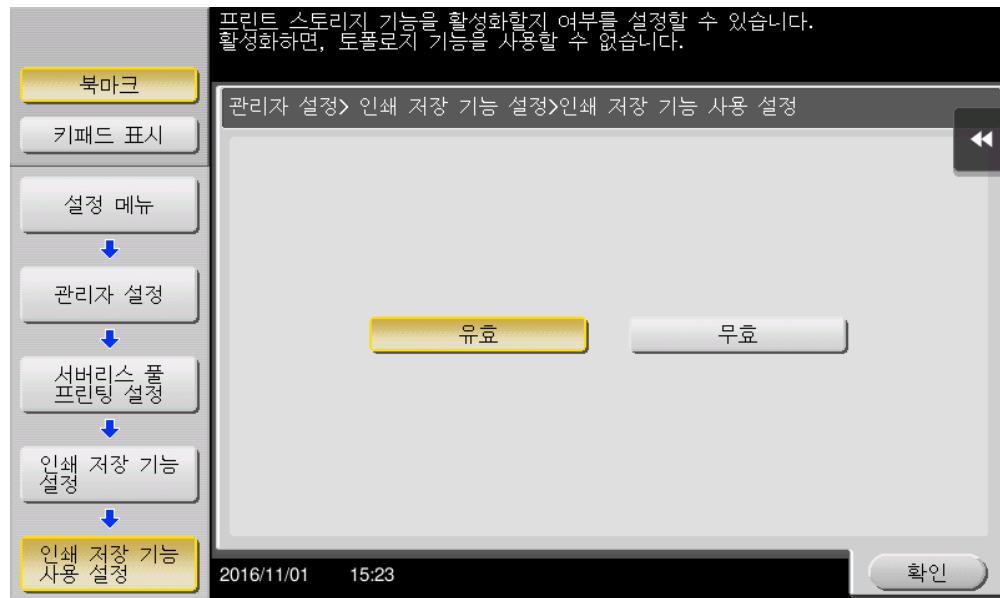 프린트 스토리지 기능을 활성화할지 여부를 설정할 수 있습니다.
활성화하면, 토폴로지 기능을 사용할 수 없습니다.
북마크
키패드 표시
설정 메뉴
관리자 설정
서버리스 풀
프린팅 설정
인쇄 저장 기능
설정
인쇄 저장 기능
사용 설정
관리자 설정> 인쇄 저장 기능 설정>인쇄 저장 기능 사용 설정
유효
무효
2016/11/01 15:23
확인